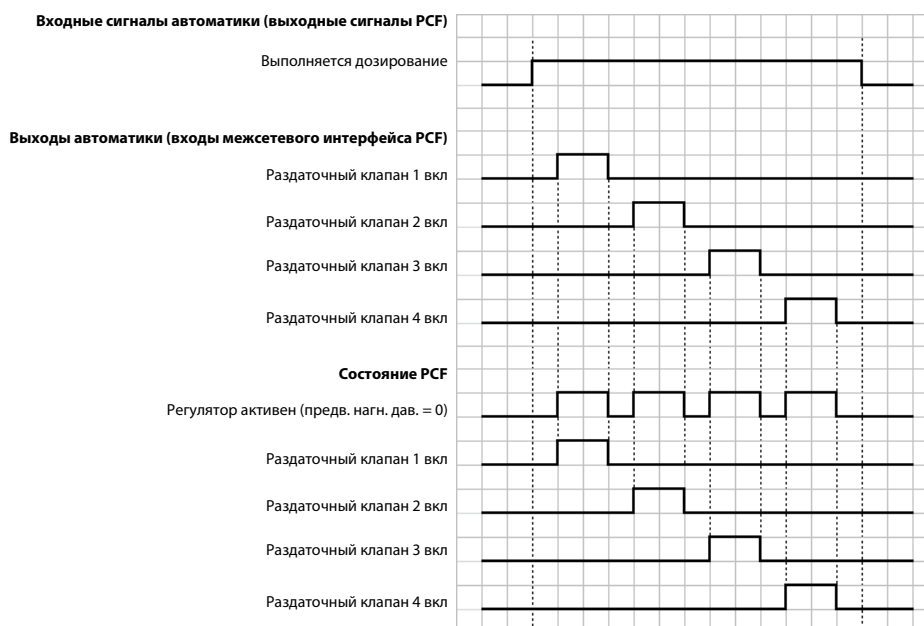 Входные сигналы автоматики (выходные сигналы PCF)
Выполняется дозирование
Выходы автоматики (входы межсетевого интерфейса PCF)
Раздаточный клапан 1 вкл
Раздаточный клапан 2 вкл
Раздаточный клапан 3 вкл
Раздаточный клапан 4 вкл
Состояние PCF
Регулятор активен (предв. нагн. дав. = 0)
Раздаточный клапан 1 вкл
Раздаточный клапан 2 вкл
Раздаточный клапан 3 вкл
Раздаточный клапан 4 вкл